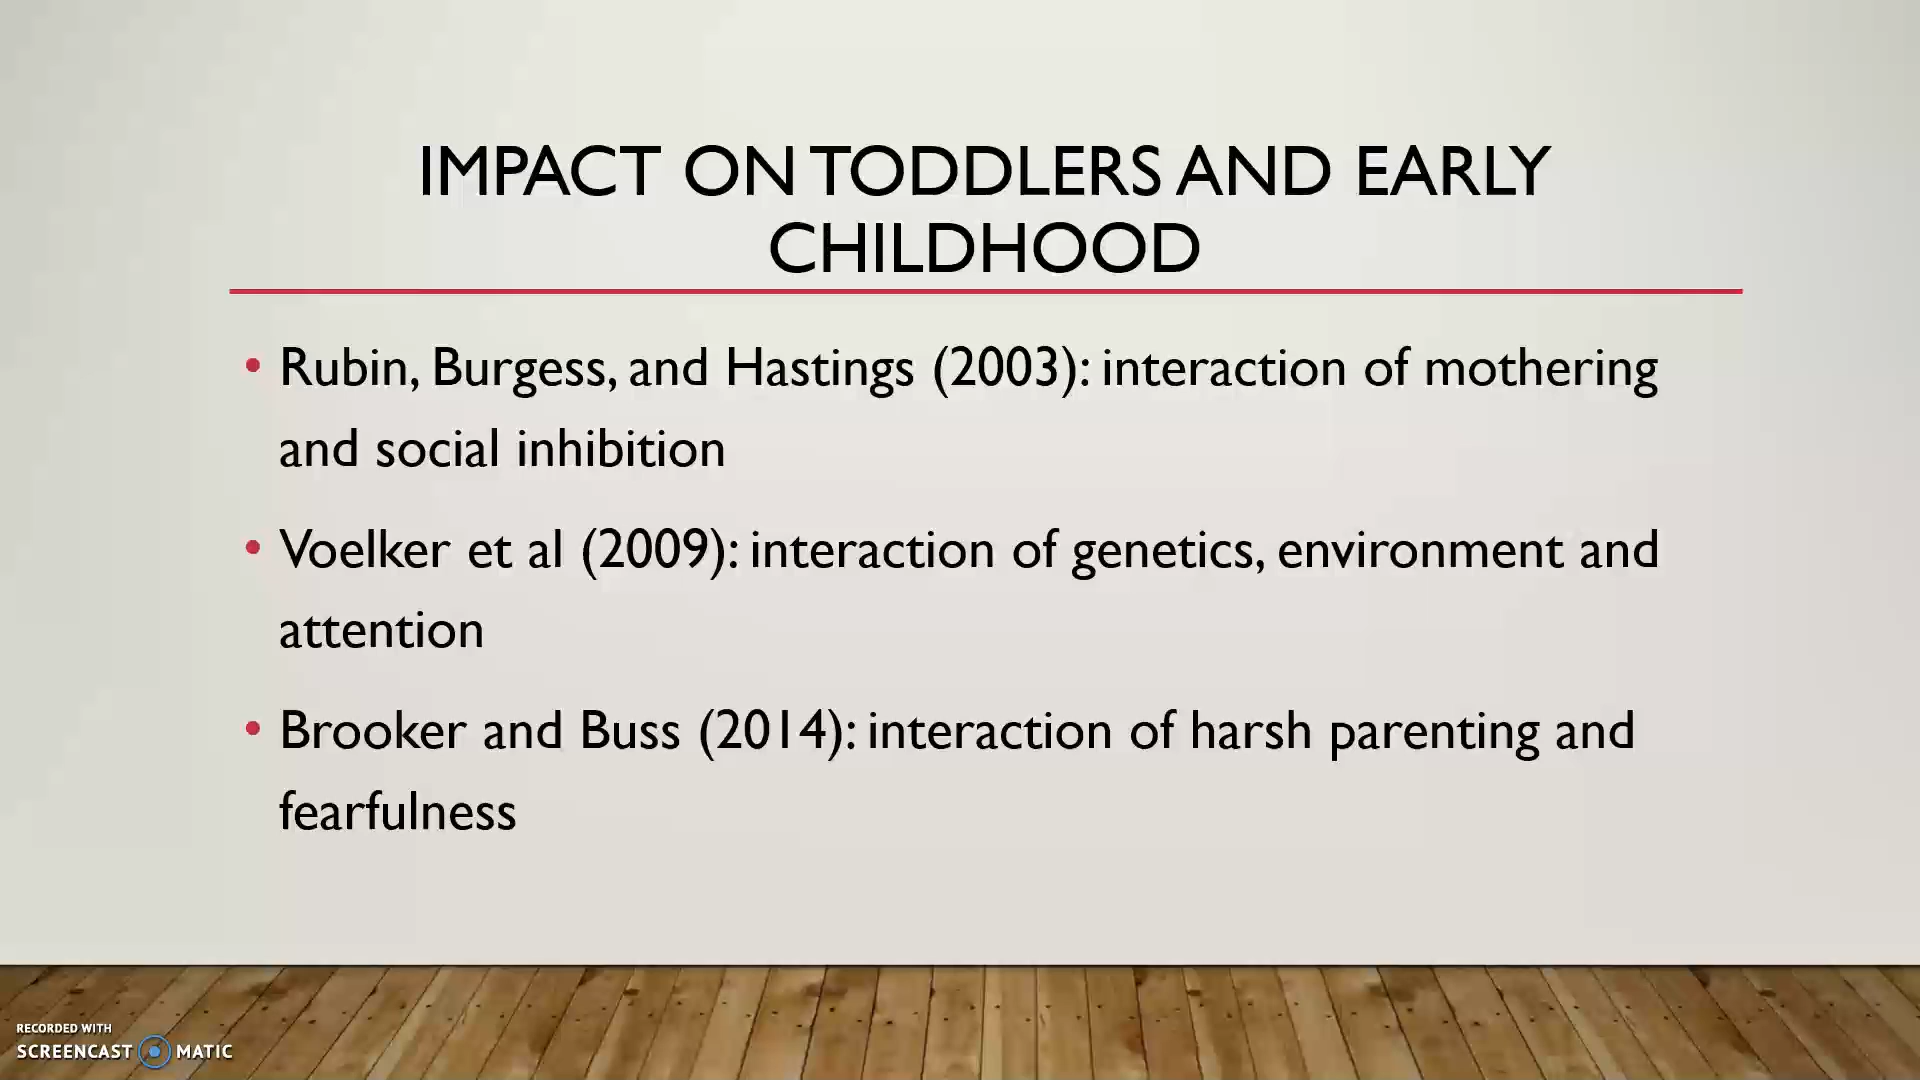 IMPACT ON TODDLERS AND EARLY
CHILDHOOD
• Rubin, Burgess, and Hastings (2003): interaction of mothering
and social inhibition
• Voelker et al (2009): interaction of genetics, environment and
attention
• Brooker and Buss (2014): interaction of harsh parenting and
fearfulness
RECORDED WITH
SCREENCAST MATIC